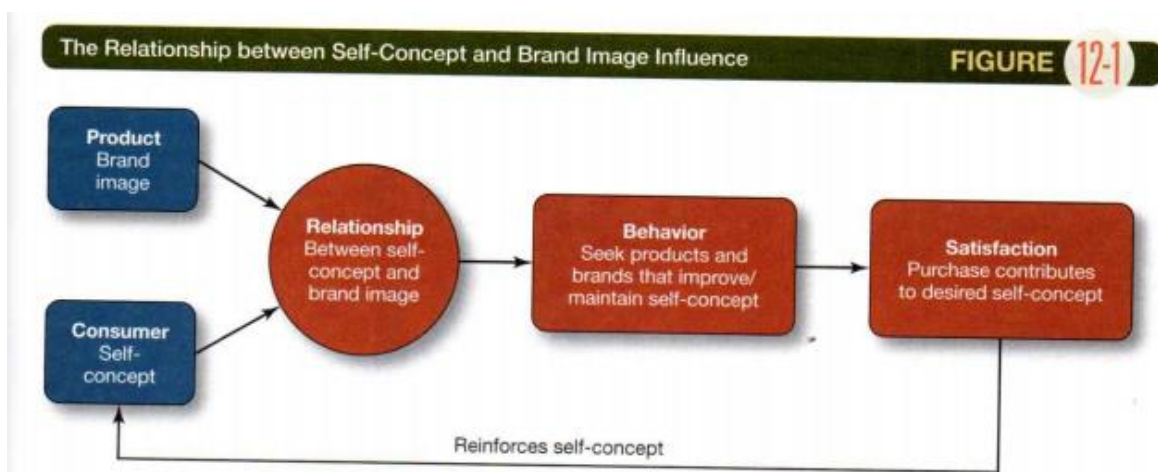 The Relationship between Self-Concept and Brand Image Influence
FIGURE 12-1
Product
Brand
image
Relationship
Between self-
concept and
brand image
Behavior
Seek products and
brands that improve/
maintain self-concept
Satisfaction
Purchase contributes
to desired self-concept
Consumer
Self-
concept
Reinforces self-concept